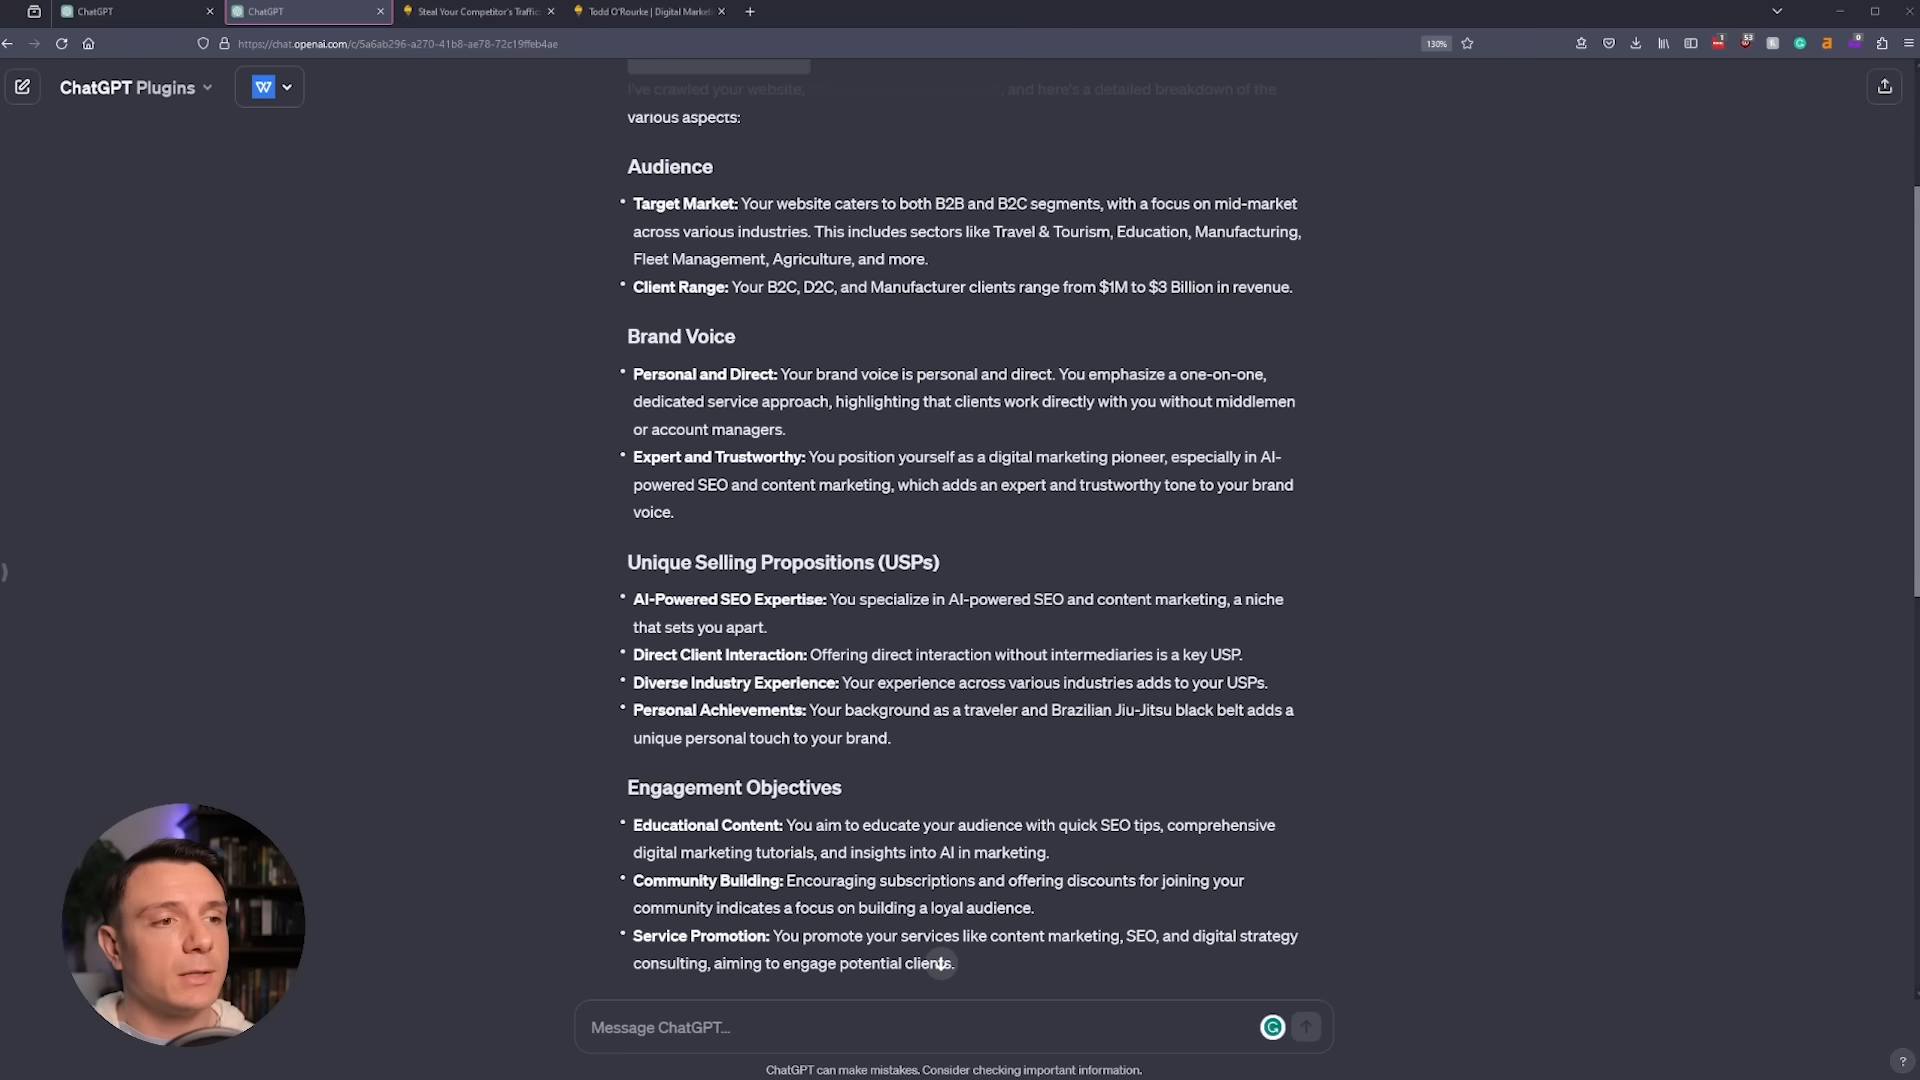 ChatGPT
ChatGPT
Steal Your Competitor's Traffic
Todd O'Rourke | Digital Market
https://chat.openai.com/c/5a6ab296-a270-41b8-ae78-72c19ffeb4ae
130%
1
53
0
ChatGPT Plugins
W
I've crawled your website, , and here's a detailed breakdown of the
various aspects:
Audience
• Target Market: Your website caters to both B2B and B2C segments, with a focus on mid-market
across various industries. This includes sectors like Travel & Tourism, Education, Manufacturing,
Fleet Management, Agriculture, and more.
• Client Range: Your B2C, D2C, and Manufacturer clients range from $1M to $3 Billion in revenue.
Brand Voice
• Personal and Direct: Your brand voice is personal and direct. You emphasize a one-on-one,
dedicated service approach, highlighting that clients work directly with you without middlemen
or account managers.
• Expert and Trustworthy: You position yourself as a digital marketing pioneer, especially in AI-
powered SEO and content marketing, which adds an expert and trustworthy tone to your brand
voice.
Unique Selling Propositions (USPs)
• AI-Powered SEO Expertise: You specialize in AI-powered SEO and content marketing, a niche
that sets you apart.
• Direct Client Interaction: Offering direct interaction without intermediaries is a key USP.
• Diverse Industry Experience: Your experience across various industries adds to your USPs.
• Personal Achievements: Your background as a traveler and Brazilian Jiu-Jitsu black belt adds a
unique personal touch to your brand.
Engagement Objectives
• Educational Content: You aim to educate your audience with quick SEO tips, comprehensive
digital marketing tutorials, and insights into AI in marketing.
• Community Building: Encouraging subscriptions and offering discounts for joining your
community indicates a focus on building a loyal audience.
• Service Promotion: You promote your services like content marketing, SEO, and digital strategy
consulting, aiming to engage potential clients.
Message ChatGPT...
ChatGPT can make mistakes. Consider checking important information.
?